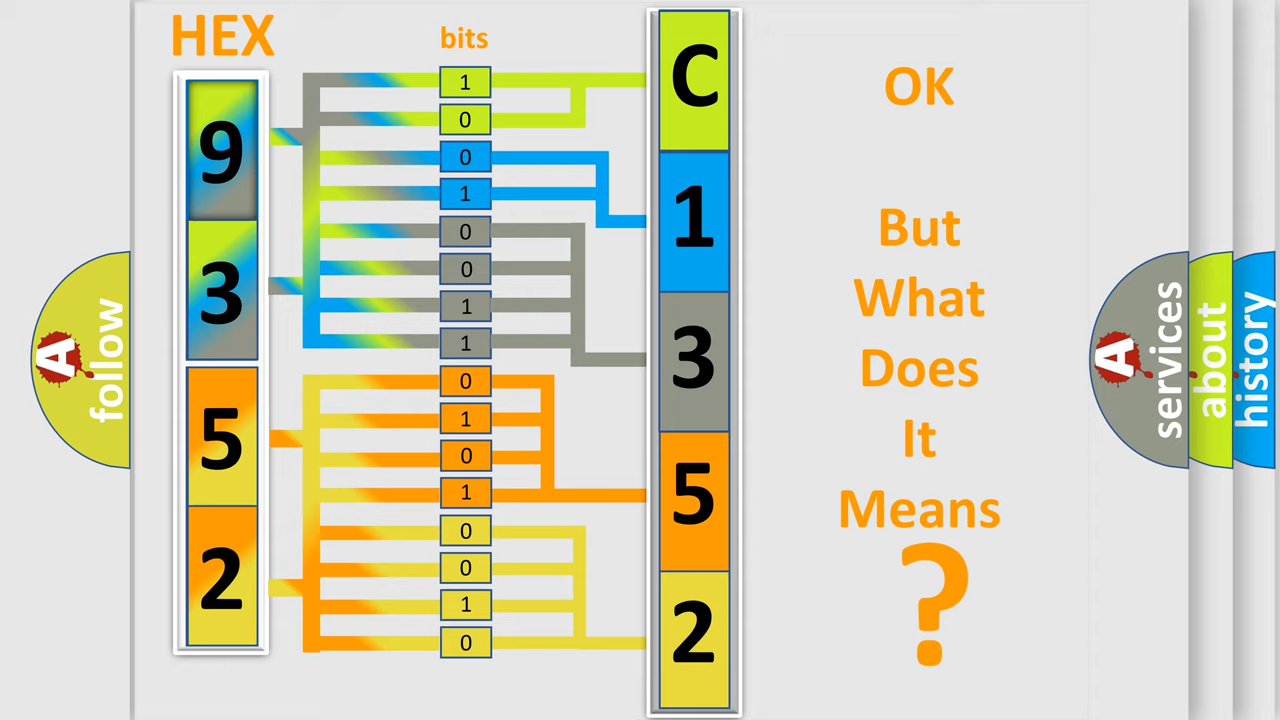 HEX
bits
9
3
5
2
1
0
0
1
0
0
1
1
0
1
0
1
0
0
1
0
C
1
3
5
2
OK
But
What
Does
It
Means
?
A
follow
A
services
about
history